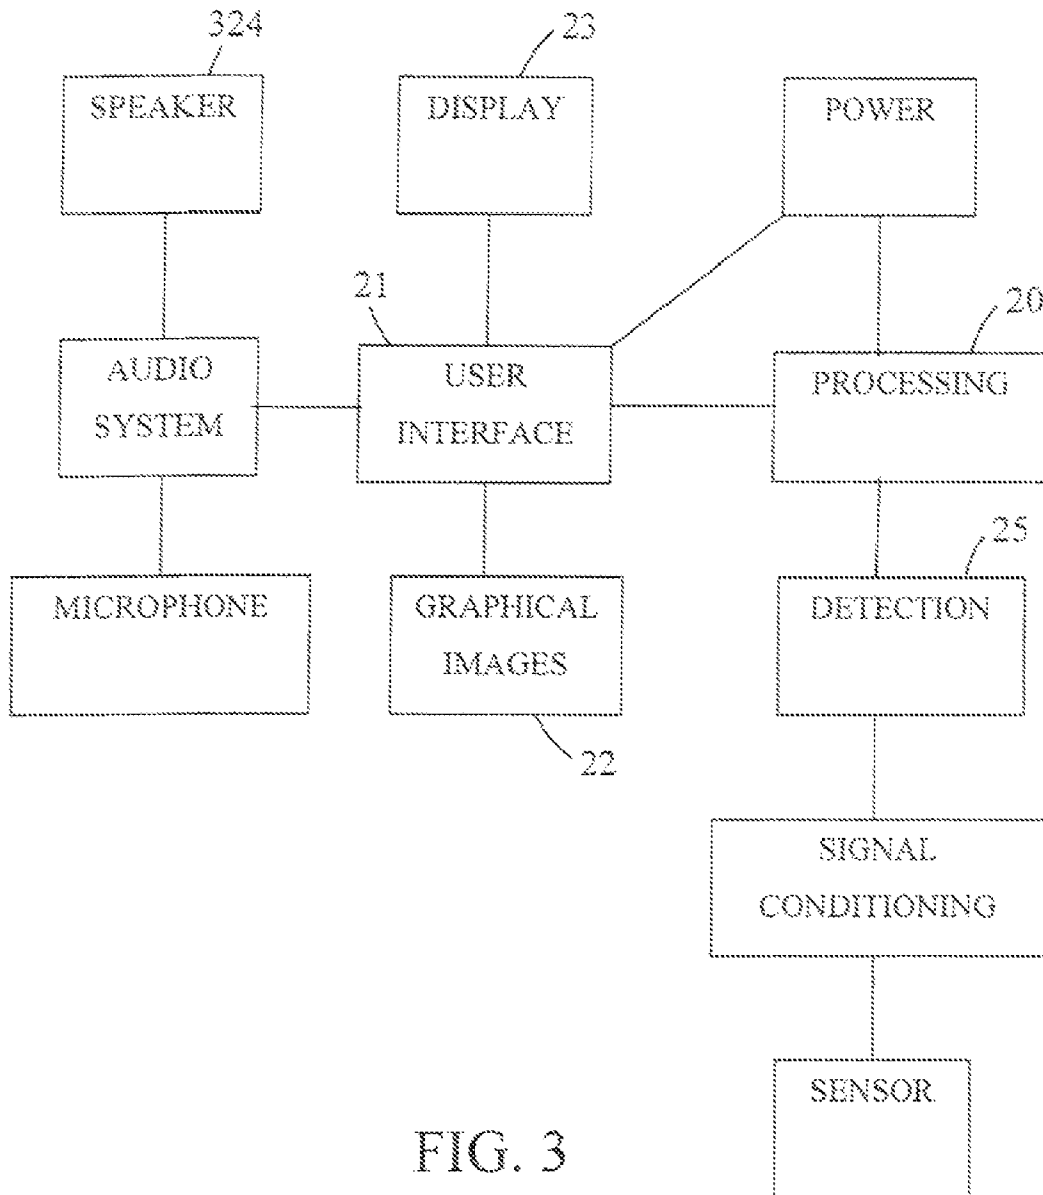 324
23
SPEAKER
DISPLAY
POWER
21
20
AUDIO
SYSTEM
USER
INTERFACE
PROCESSING
25
MICROPHONE
GRAPHICAL
IMAGES
DETECTION
22
SIGNAL
CONDITIONING
SENSOR
FIG. 3